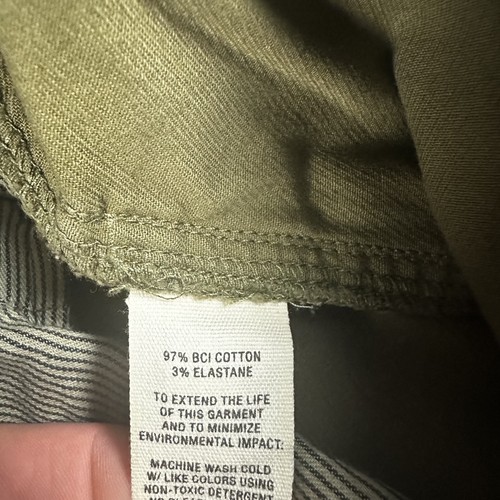 97% BCI COTTON
3% ELASTANE
TO EXTEND THE LIFE
OF THIS GARMENT
AND TO MINIMIZE
ENVIRONMENTAL IMPACT:
MACHINE WASH COLD
W/ LIKE COLORS USING
NON-TOXIC DETERGENT